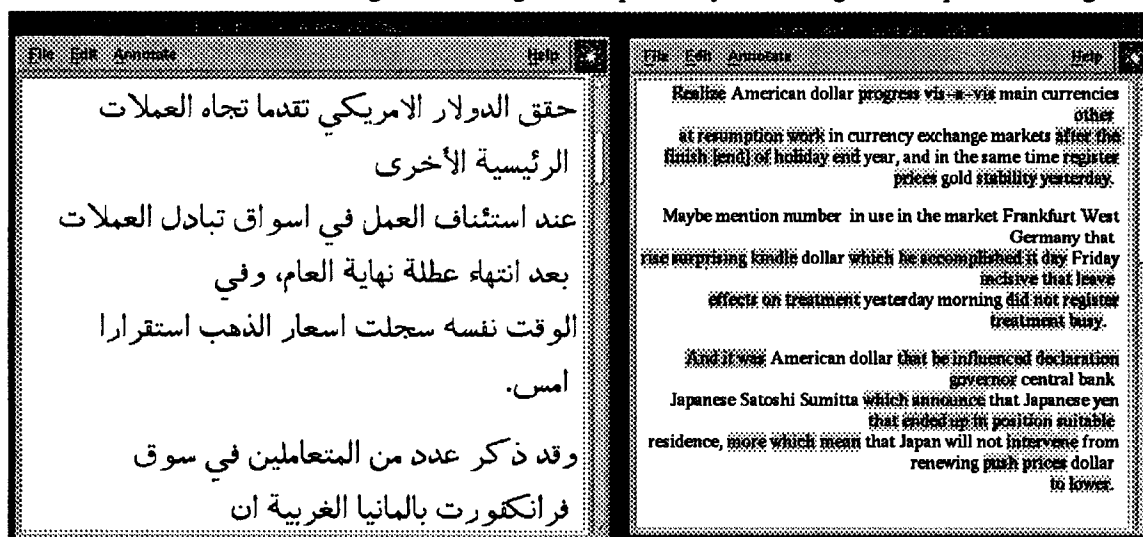 File Edit Annotate Help
حقق الدولار الامريكي تقدما تجاه العملات
الرئيسية الأخرى
عند استئناف العمل في اسواق تبادل العملات
بعد انتهاء عطلة نهاية العام، وفي
الوقت نفسه سجلت اسعار الذهب استقرارا
امس.
وقد ذكر عدد من المتعاملين في سوق
فرانكفورت بالمانيا الغربية ان
File Edit Annotate Help
Realize American dollar progress vis-a-vis main currencies
other
at resumption work in currency exchange markets after the
finish [end] of holiday end year, and in the same time register
prices gold stability yesterday.
Maybe mention number in use in the market Frankfurt West
Germany that
rise surprising kindle dollar which he accomplished it day Friday
incisive that leave
effects on treatment yesterday morning did not register
treatment busy.
And it was American dollar that be influenced declaration
governor central bank
Japanese Satoshi Sumitta which announce that Japanese yen
that ended up in position suitable
residence, more which mean that Japan will not intervene from
renewing push prices dollar
to lower.